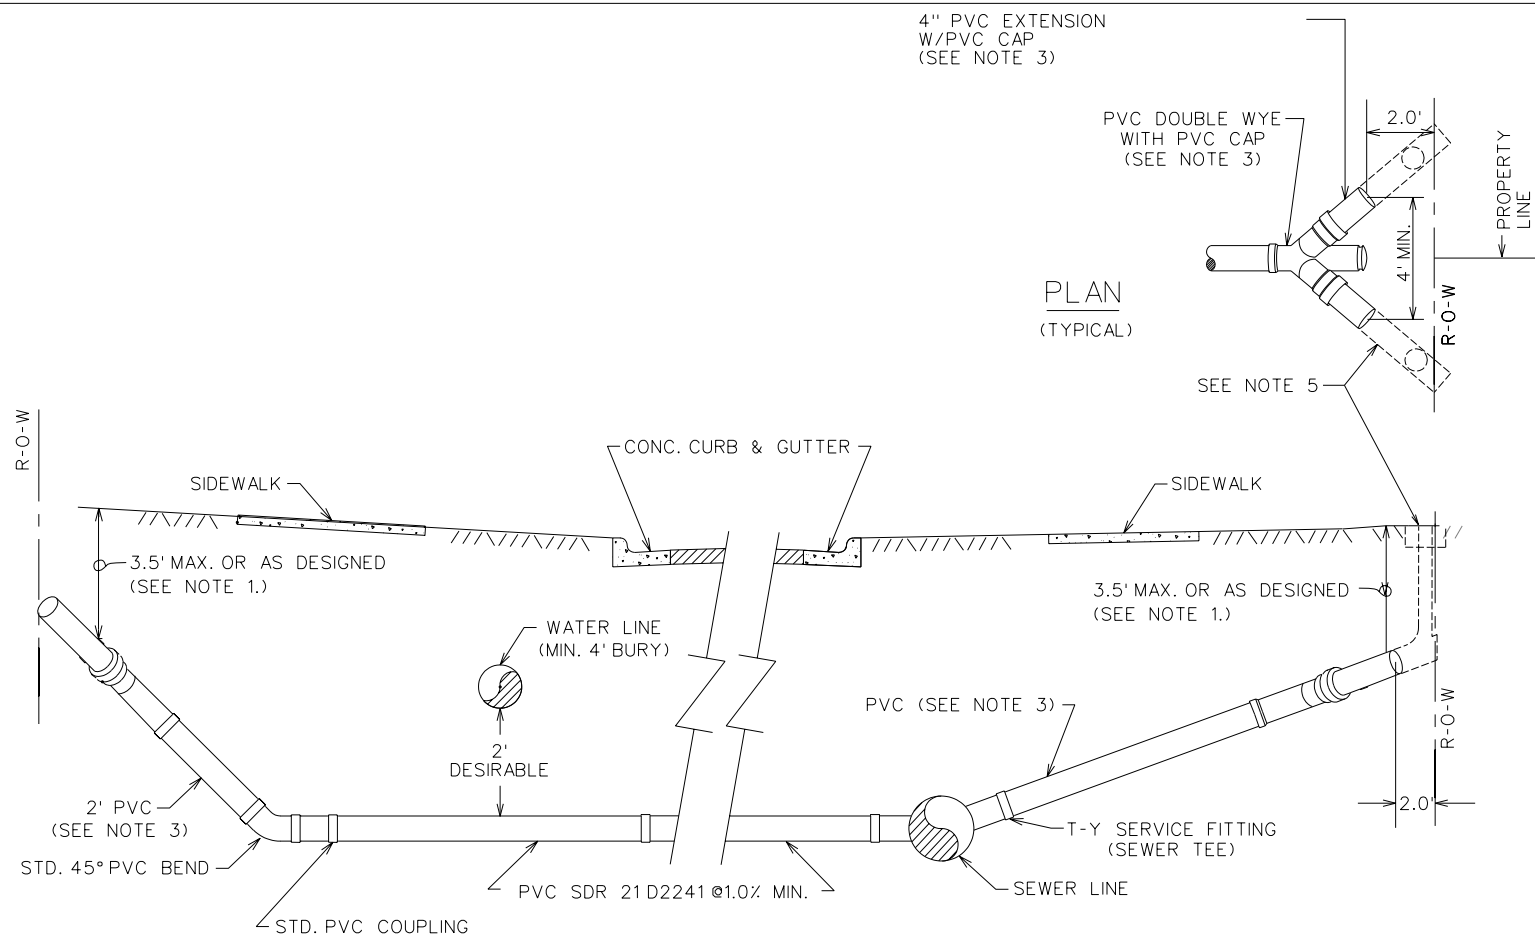 4" PVC EXTENSION
W/PVC CAP
(SEE NOTE 3)
PVC DOUBLE WYE
WITH PVC CAP
(SEE NOTE 3)
2.0'
PROPERTY
LINE
4' MIN.
R-O-W
PLAN
(TYPICAL)
SEE NOTE 5
R-O-W
CONC. CURB & GUTTER
SIDEWALK
SIDEWALK
3.5' MAX. OR AS DESIGNED
(SEE NOTE 1.)
3.5' MAX. OR AS DESIGNED
(SEE NOTE 1.)
WATER LINE
(MIN. 4' BURY)
PVC (SEE NOTE 3)
R-O-W
2'
DESIRABLE
2' PVC
(SEE NOTE 3)
2.0'
T-Y SERVICE FITTING
(SEWER TEE)
STD. 45° PVC BEND
PVC SDR 21 D2241 @1.0% MIN.
SEWER LINE
STD. PVC COUPLING